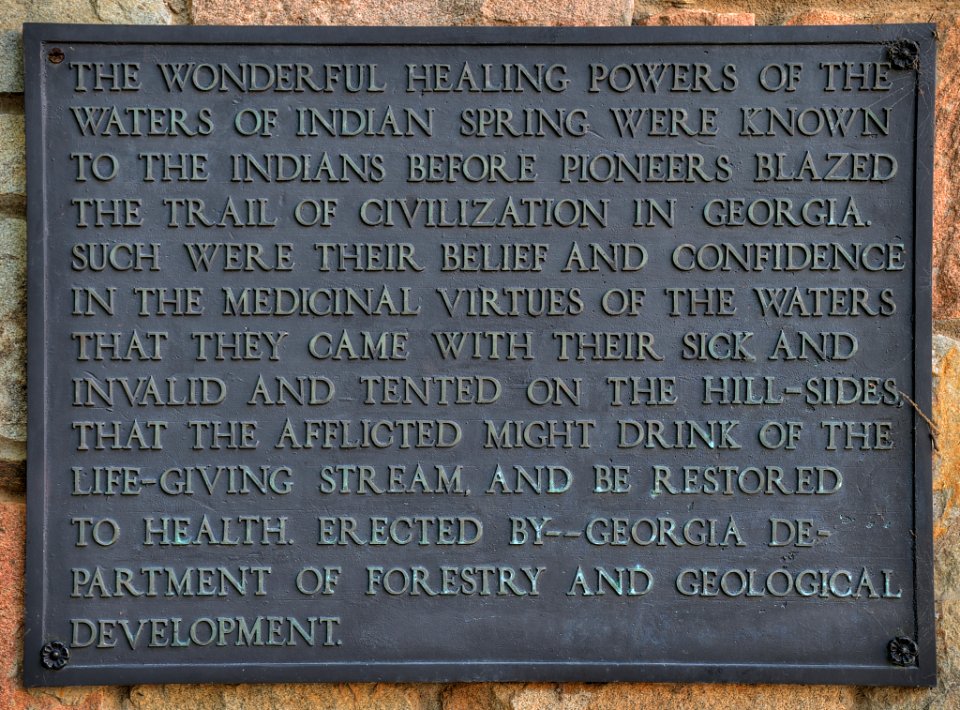 THE WONDERFUL HEALING POWERS OF THE
WATERS OF INDIAN SPRING WERE KNOWN
TO THE INDIANS BEFORE PIONEERS BLAZED
THE TRAIL OF CIVILIZATION IN GEORGIA.
SUCH WERE THEIR BELIEF AND CONFIDENCE
IN THE MEDICINAL VIRTUES OF THE WATERS
THAT THEY CAME WITH THEIR SICK AND
INVALID AND TENTED ON THE HILL-SIDES,
THAT THE AFFLICTED MIGHT DRINK OF THE
LIFE-GIVING STREAM, AND BE RESTORED
TO HEALTH. ERECTED BY--GEORGIA DE-
PARTMENT OF FORESTRY AND GEOLOGICAL
DEVELOPMENT.